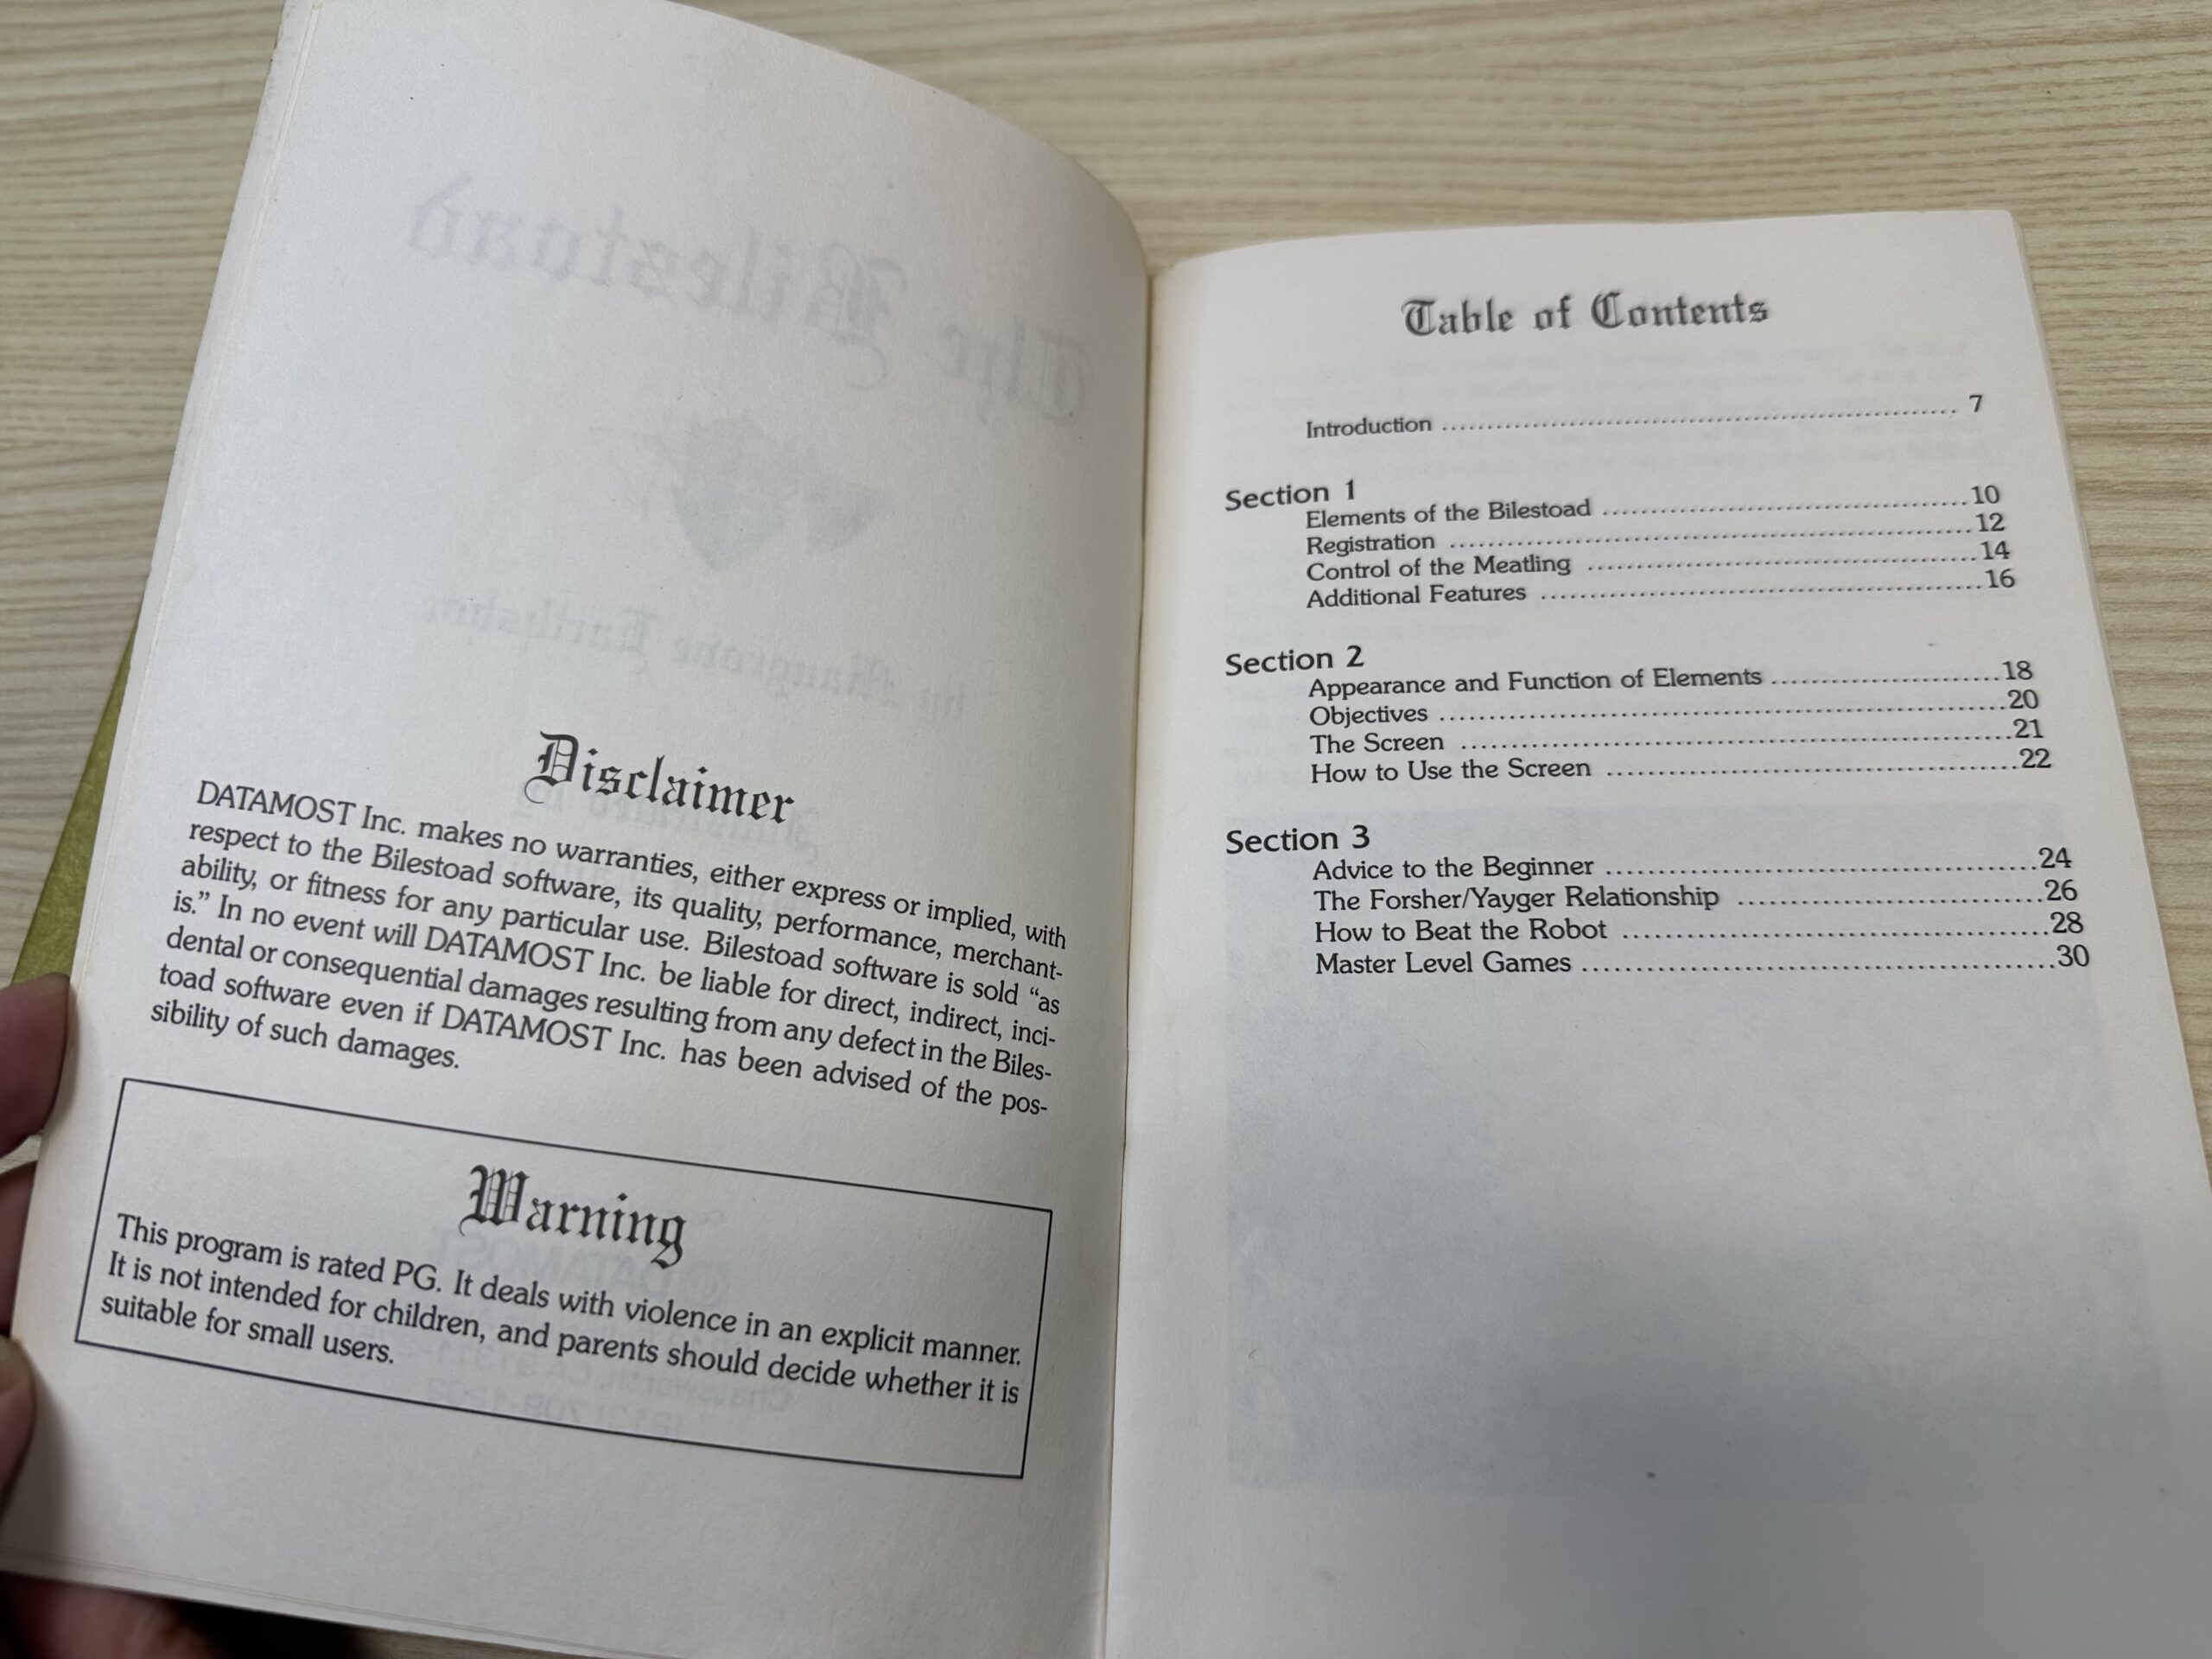 Disclaimer
DATAMOST Inc. makes no warranties, either express or implied, with
respect to the Bilestoad software, its quality, performance, merchant-
ability, or fitness for any particular use. Bilestoad software is sold “as
is.” In no event will DATAMOST Inc. be liable for direct, indirect, inci-
dental or consequential damages resulting from any defect in the Biles-
toad software even if DATAMOST Inc. has been advised of the pos-
sibility of such damages.
Warning
This program is rated PG. It deals with violence in an explicit manner.
It is not intended for children, and parents should decide whether it is
suitable for small users.
Table of Contents
Introduction ........ 7
Section 1
Elements of the Bilestoad ........ 10
Registration ........ 12
Control of the Meatling ........ 14
Additional Features ........ 16
Section 2
Appearance and Function of Elements ........ 18
Objectives ........ 20
The Screen ........ 21
How to Use the Screen ........ 22
Section 3
Advice to the Beginner ........ 24
The Forsher/Yayger Relationship ........ 26
How to Beat the Robot ........ 28
Master Level Games ........ 30